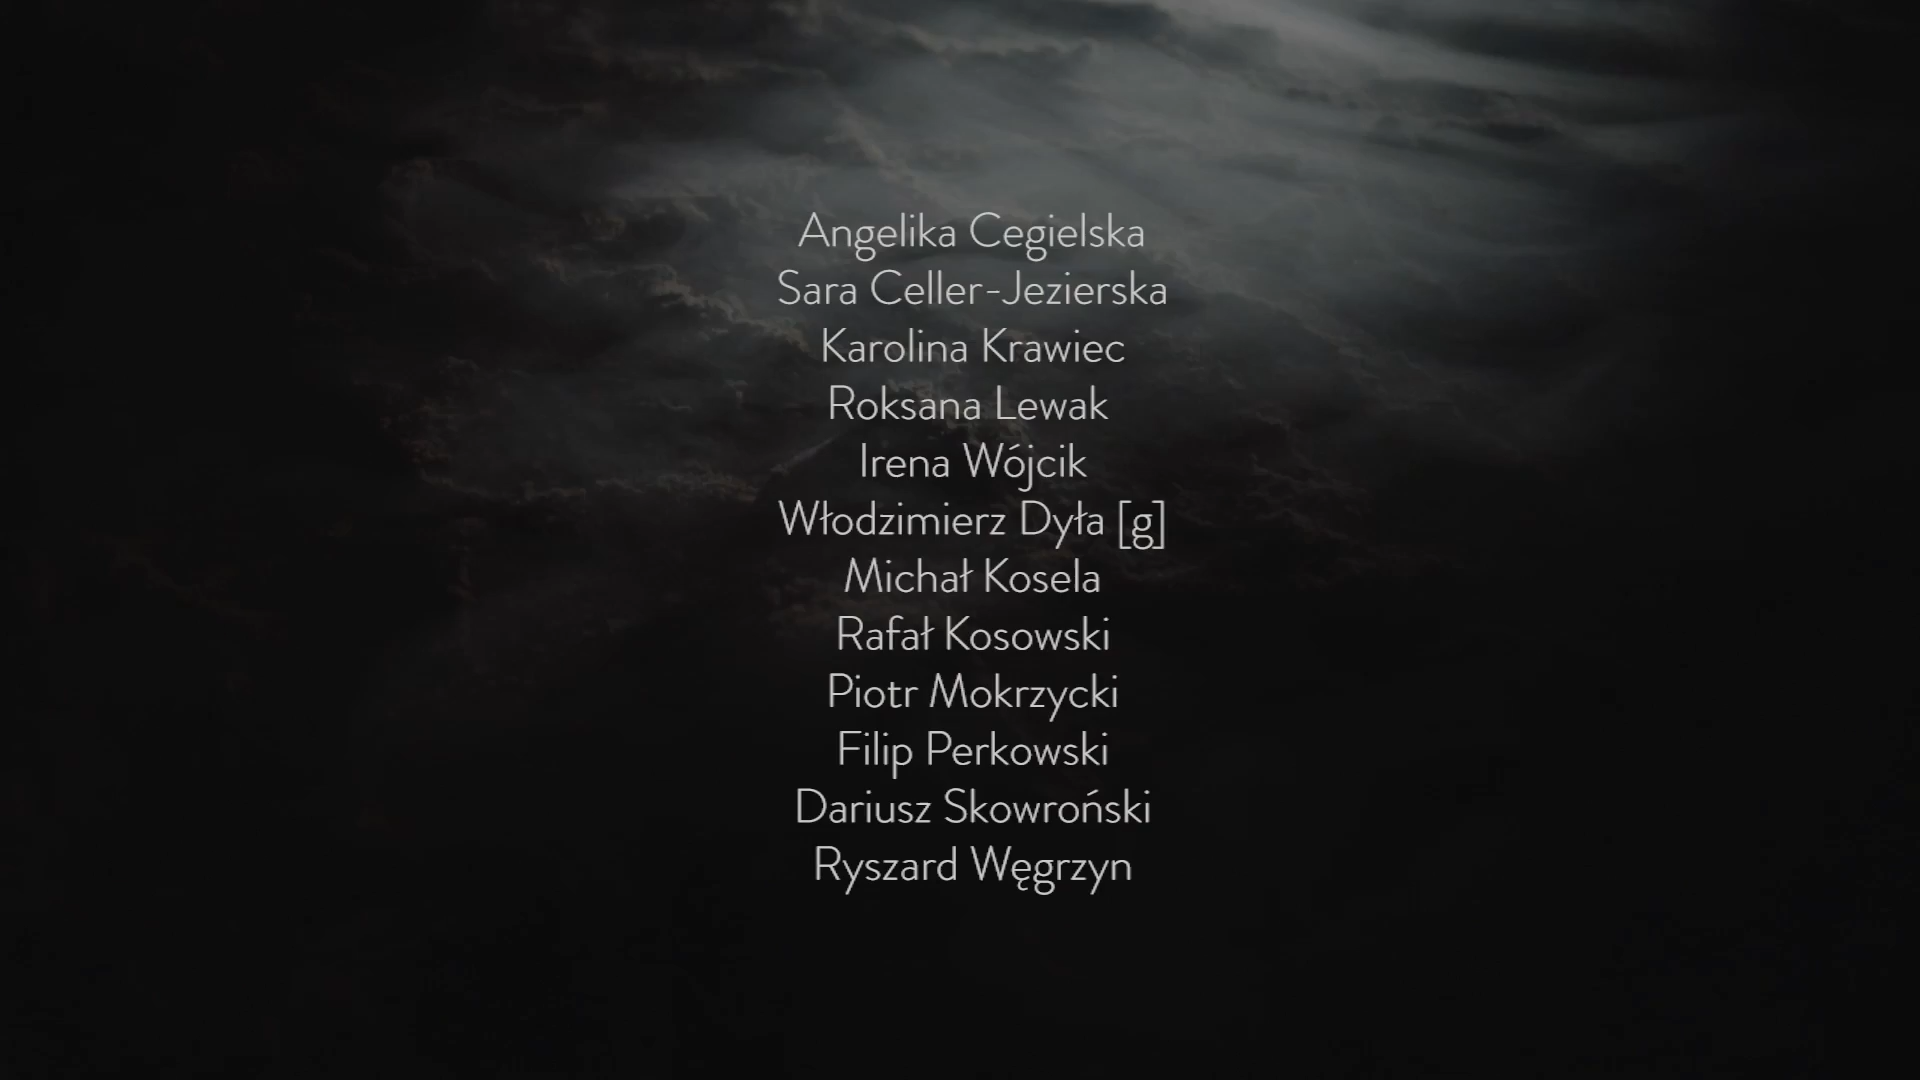 Angelika Cegielska
Sara Celler-Jezierska
Karolina Krawiec
Roksana Lewak
Irena Wójcik
Włodzimierz Dyła [g]
Michał Kosela
Rafał Kosowski
Piotr Mokrzycki
Filip Perkowski
Dariusz Skowroński
Ryszard Węgrzyn